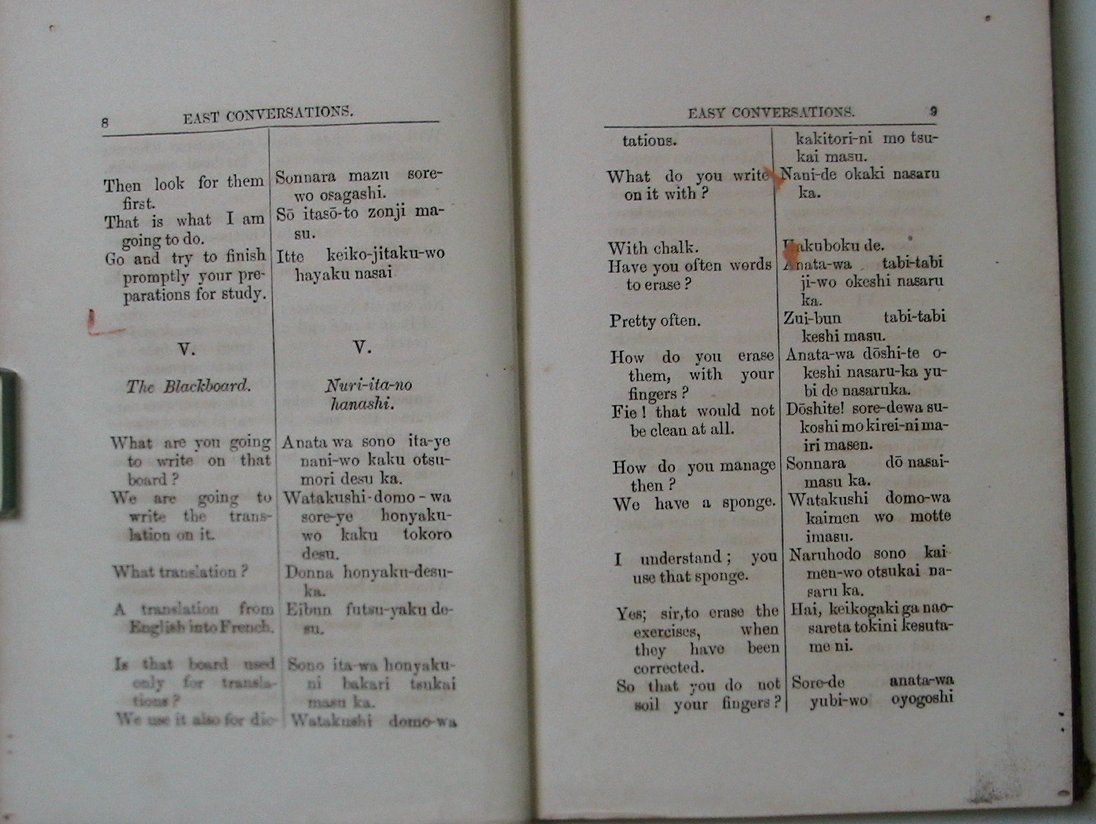 8
EAST CONVERSATIONS.
Then look for them
first.
That is what I am
going to do.
Go and try to finish
promptly your pre-
parations for study.
V.
The Blackboard.
What are you going
to write on that
board ?
We are going to
write the trans-
lation on it.
What translation ?
A translation from
English into French.
Is that board used
only for transla-
tions ?
We use it also for dic-
Sonnara mazu sore-
wo osagashi.
Sō itasō-to zonji ma-
su.
Itte keiko-jitaku-wo
hayaku nasai
V.
Nuri-ita-no
hanashi.
Anata wa sono ita-ye
nani-wo kaku otsu-
mori desu ka.
Watakushi-domo-wa
sore-ye honyaku-
wo kaku tokoro
desu.
Donna honyaku-desu-
ka.
Eibun futsu-yaku de-
su.
Sono ita-wa honyaku-
ni bakari tsukai
masu ka.
Watakushi domo-wa
EASY CONVERSATIONS.
9
tations.
What do you write
on it with ?
With chalk.
Have you often words
to erase ?
Pretty often.
How do you erase
them, with your
fingers ?
Fie ! that would not
be clean at all.
How do you manage
then ?
We have a sponge.
I understand ; you
use that sponge.
Yes; sir,to erase the
exercises, when
they have been
corrected.
So that you do not
soil your fingers ?
kakitori-ni mo tsu-
kai masu.
Nani-de okaki nasaru
ka.
Hakuboku de.
Anata-wa tabi-tabi
ji-wo okeshi nasaru
ka.
Zui-bun tabi-tabi
keshi masu.
Anata-wa dōshi-te o-
keshi nasaru-ka yu-
bi de nasaruka.
Dōshite! sore-dewa su-
koshi mo kirei-ni ma-
iri masen.
Sonnara dō nasai-
masu ka.
Watakushi domo-wa
kaimen wo motte
imasu.
Naruhodo sono kai-
men-wo otsukai na-
saru ka.
Hai, keikogaki ga nao-
sareta tokini kesuta-
me ni.
Sore-de anata-wa
yubi-wo oyogoshi